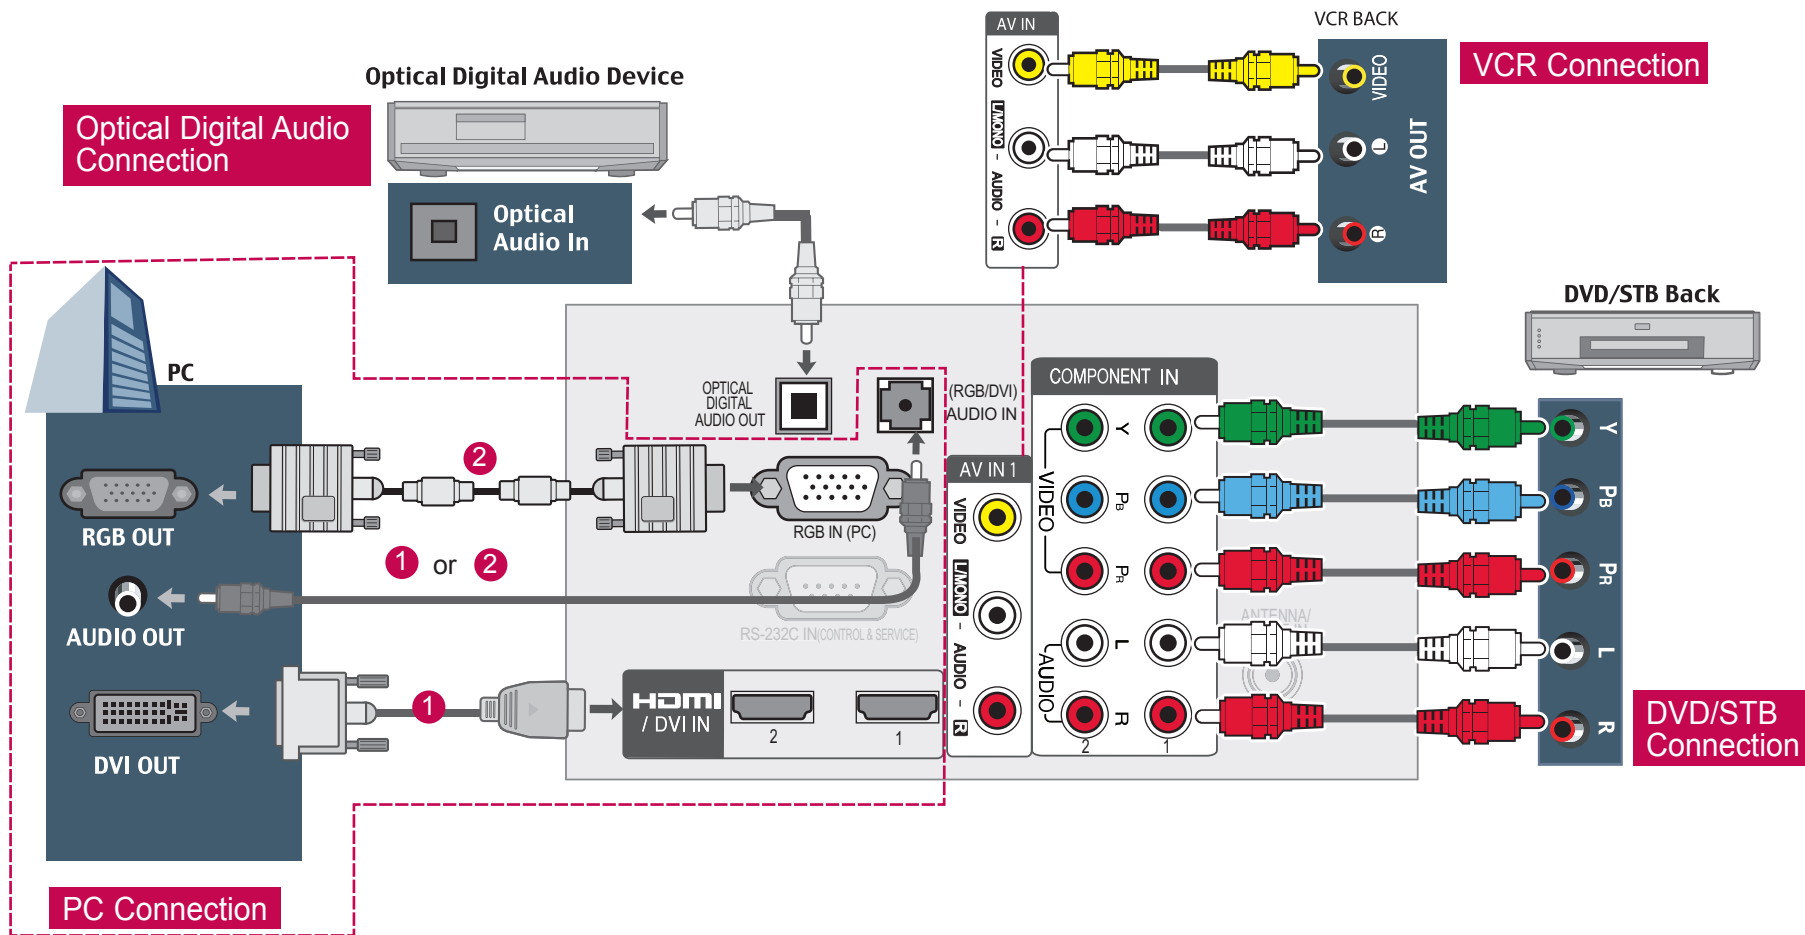 AV IN
VCR BACK
VIDEO
L/MONO - AUDIO - R
VIDEO
L
R
AV OUT
VCR Connection
Optical Digital Audio Device
Optical Digital Audio
Connection
Optical
Audio In
DVD/STB Back
PC
OPTICAL
DIGITAL
AUDIO OUT
(RGB/DVI)
AUDIO IN
COMPONENT IN
RGB OUT
2
RGB IN (PC)
1 or 2
AUDIO OUT
RS-232C IN(CONTROL & SERVICE)
DVI OUT
1
HDMI
/ DVI IN
2
1
AV IN 1
VIDEO
L/MONO - AUDIO - R
VIDEO
Y
PB
PR
AUDIO
L
R
2
1
ANTENNA/
IN
Y
PB
PR
L
R
DVD/STB
Connection
PC Connection